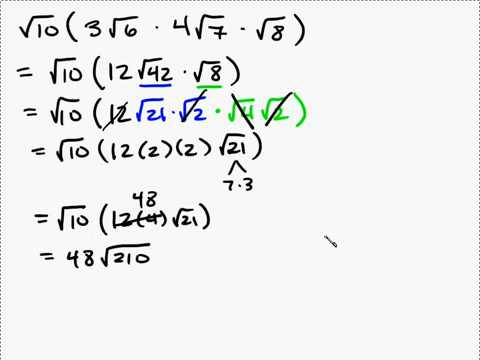 √10 ( 3√6 · 4√7 · √8 )
= √10 ( 12√42 · √8 )
= √10 ( 12 √21 · √2 · √4 √2 )
= √10 ( 12 (2)(2) √21 )
7·3
48
= √10 ( 12(4) √21 )
= 48√210